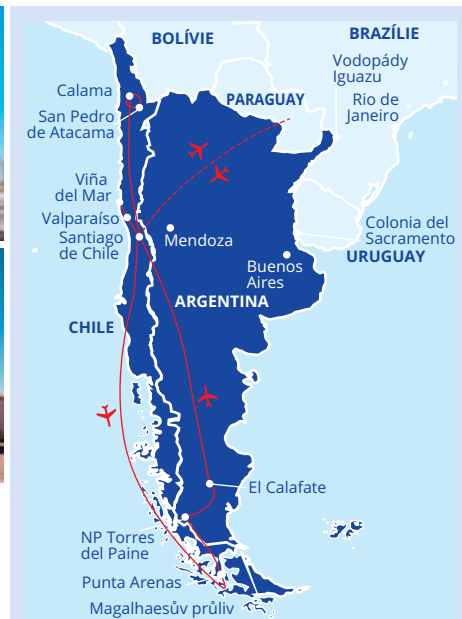 BOLÍVIE
BRAZÍLIE
Vodopády
Iguazu
Calama
PARAGUAY
Rio de
Janeiro
San Pedro
de Atacama
Viña
del Mar
Valparaíso
Santiago
de Chile
Mendoza
Colonia del
Sacramento
URUGUAY
Buenos
Aires
ARGENTINA
CHILE
El Calafate
NP Torres
del Paine
Punta Arenas
Magalhaesův průliv